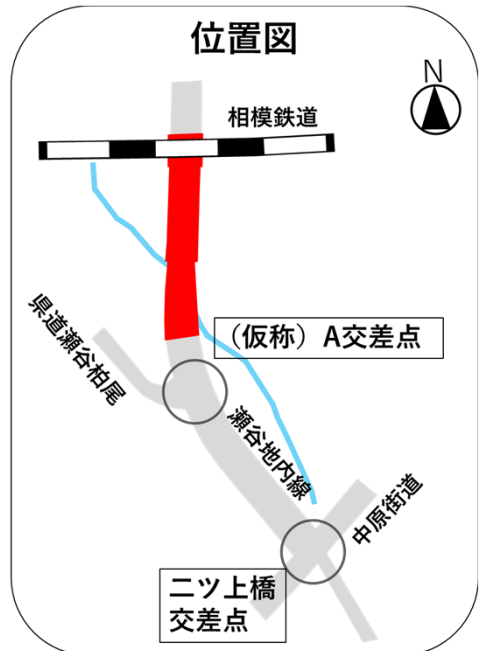 位置図
N
相模鉄道
県道瀬谷柏尾
（仮称）A交差点
瀬谷地内線
中原街道
二ツ上橋
交差点